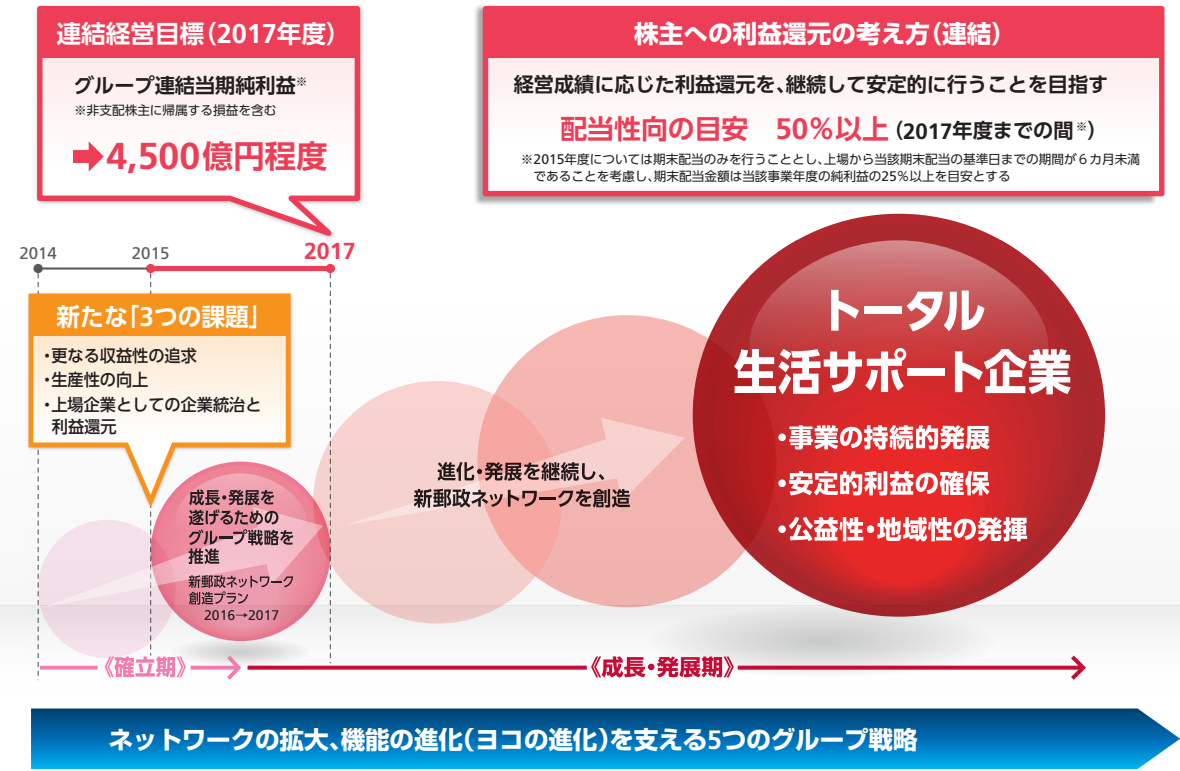 連結経営目標(2017年度)
グループ連結当期純利益※
※非支配株主に帰属する損益を含む
➡4,500億円程度
株主への利益還元の考え方(連結)
経営成績に応じた利益還元を、継続して安定的に行うことを目指す
配当性向の目安 50%以上(2017年度までの間※)
※2015年度については期末配当のみを行うこととし、上場から当該期末配当の基準日までの期間が6カ月未満
であることを考慮し、期末配当金額は当該事業年度の純利益の25%以上を目安とする
2014 2015 2017
新たな「3つの課題」
・更なる収益性の追求
・生産性の向上
・上場企業としての企業統治と
利益還元
成長・発展を
遂げるための
グループ戦略を
推進
新郵政ネットワーク
創造プラン
2016→2017
進化・発展を継続し、
新郵政ネットワークを創造
トータル
生活サポート企業
・事業の持続的発展
・安定的利益の確保
・公益性・地域性の発揮
《確立期》 《成長・発展期》
ネットワークの拡大、機能の進化(ヨコの進化)を支える5つのグループ戦略